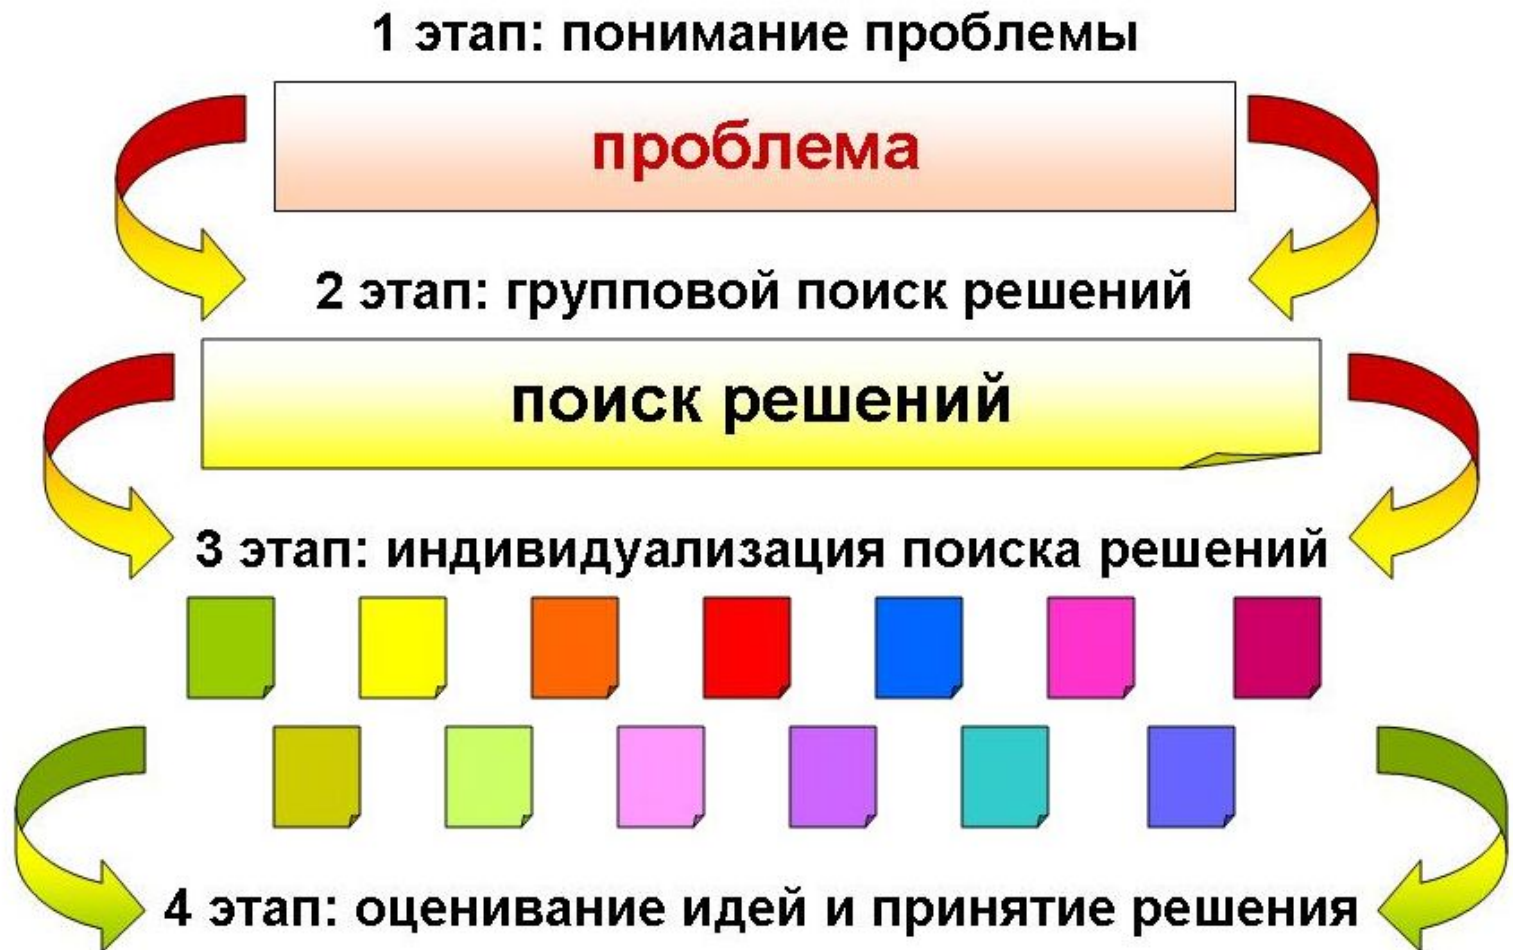 1 этап: понимание проблемы
проблема
2 этап: групповой поиск решений
поиск решений
3 этап: индивидуализация поиска решений
4 этап: оценивание идей и принятие решения